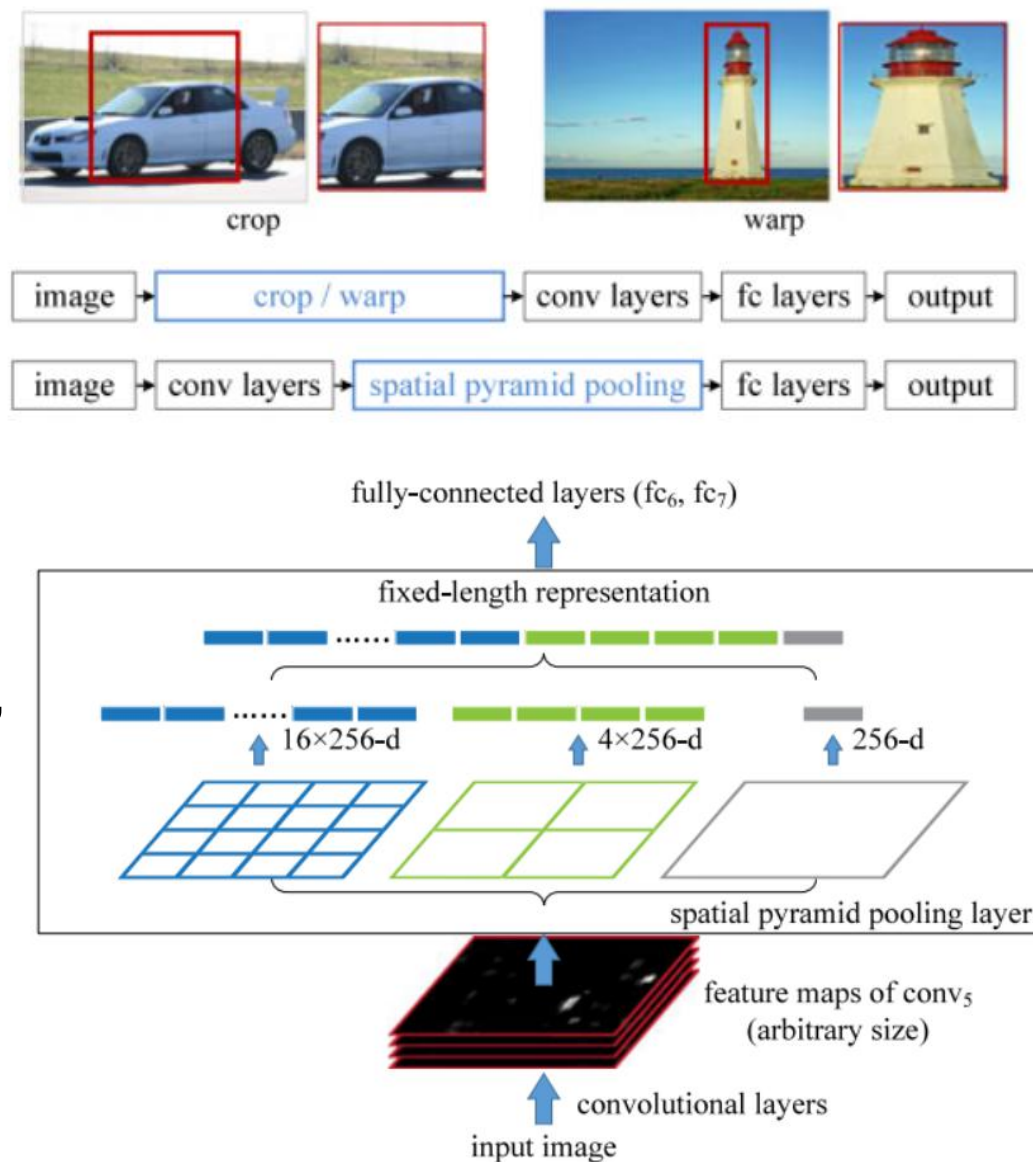 crop
warp
image
crop / warp
conv layers
fc layers
output
image
conv layers
spatial pyramid pooling
fc layers
output
fully-connected layers (fc₆, fc₇)
fixed-length representation
......
......
16×256-d
4×256-d
256-d
spatial pyramid pooling layer
feature maps of conv₅
(arbitrary size)
convolutional layers
input image